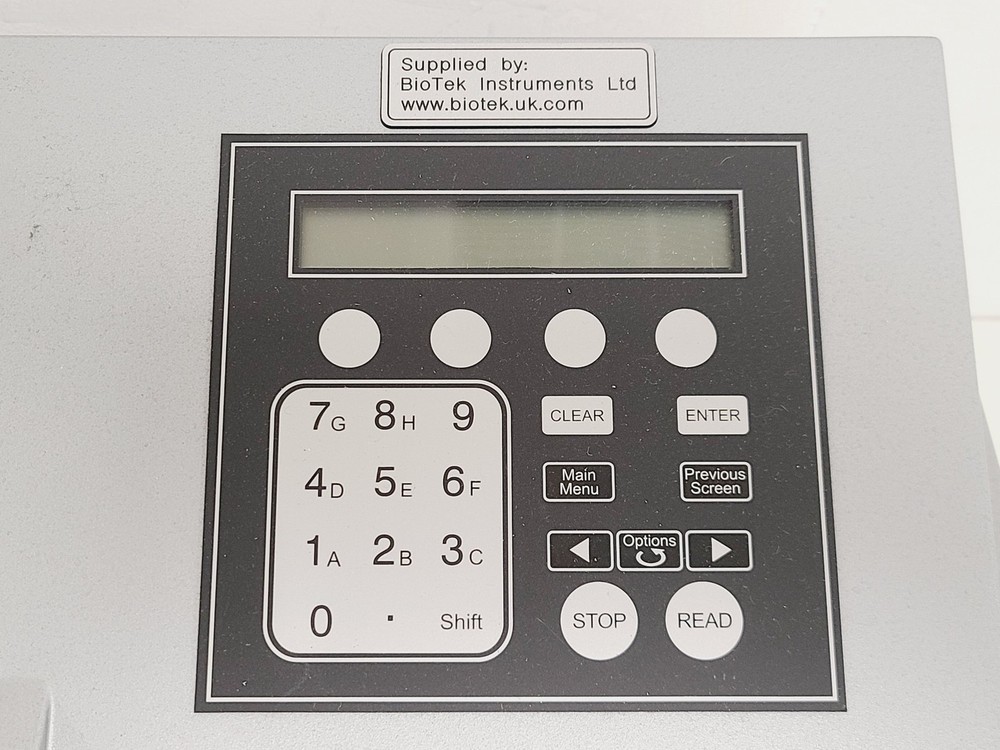 Supplied by:
BioTek Instruments Ltd
www.biotek.uk.com
7G 8H 9
CLEAR ENTER
4D 5E 6F
Main
Menu
Previous
Screen
1A 2B 3C
Options
0 . Shift
STOP READ